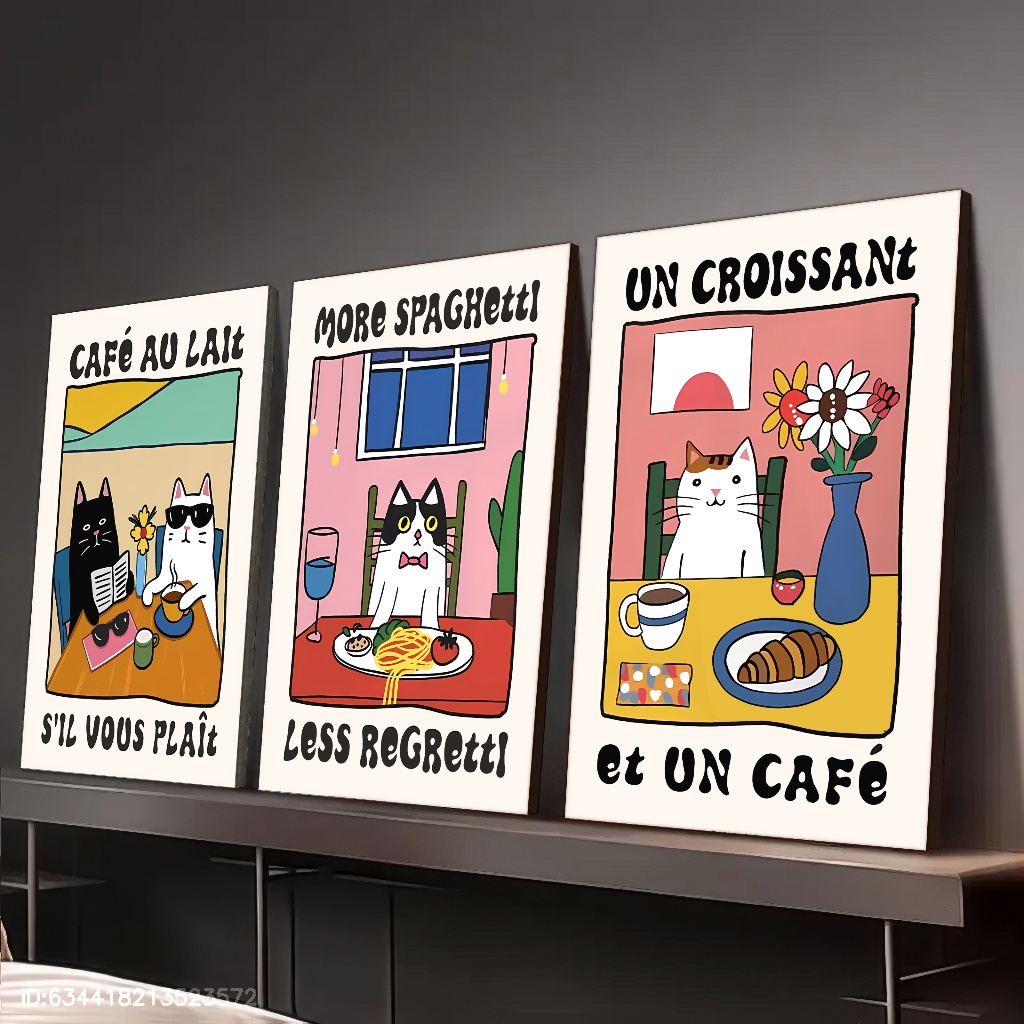 CAFé AU LAIt
S'IL VOUS PLAÎt
MORe SPAGHettI
Less ReGRettI
UN CROISSANt
et UN CAFé
ID:634418213523572